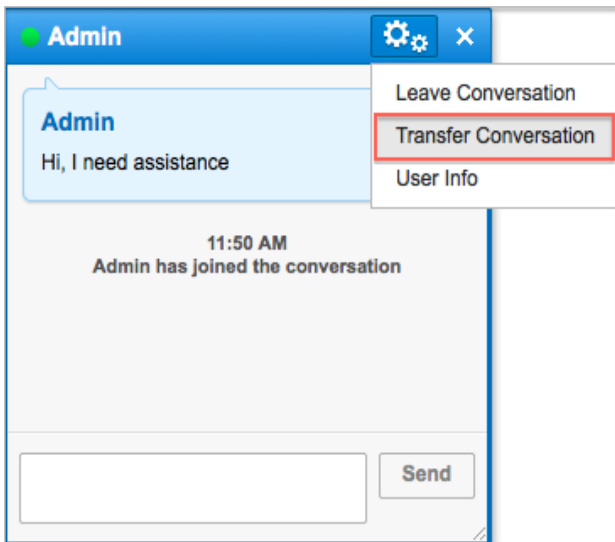 Admin
Leave Conversation
Transfer Conversation
User Info
Admin
Hi, I need assistance
11:50 AM
Admin has joined the conversation
Send